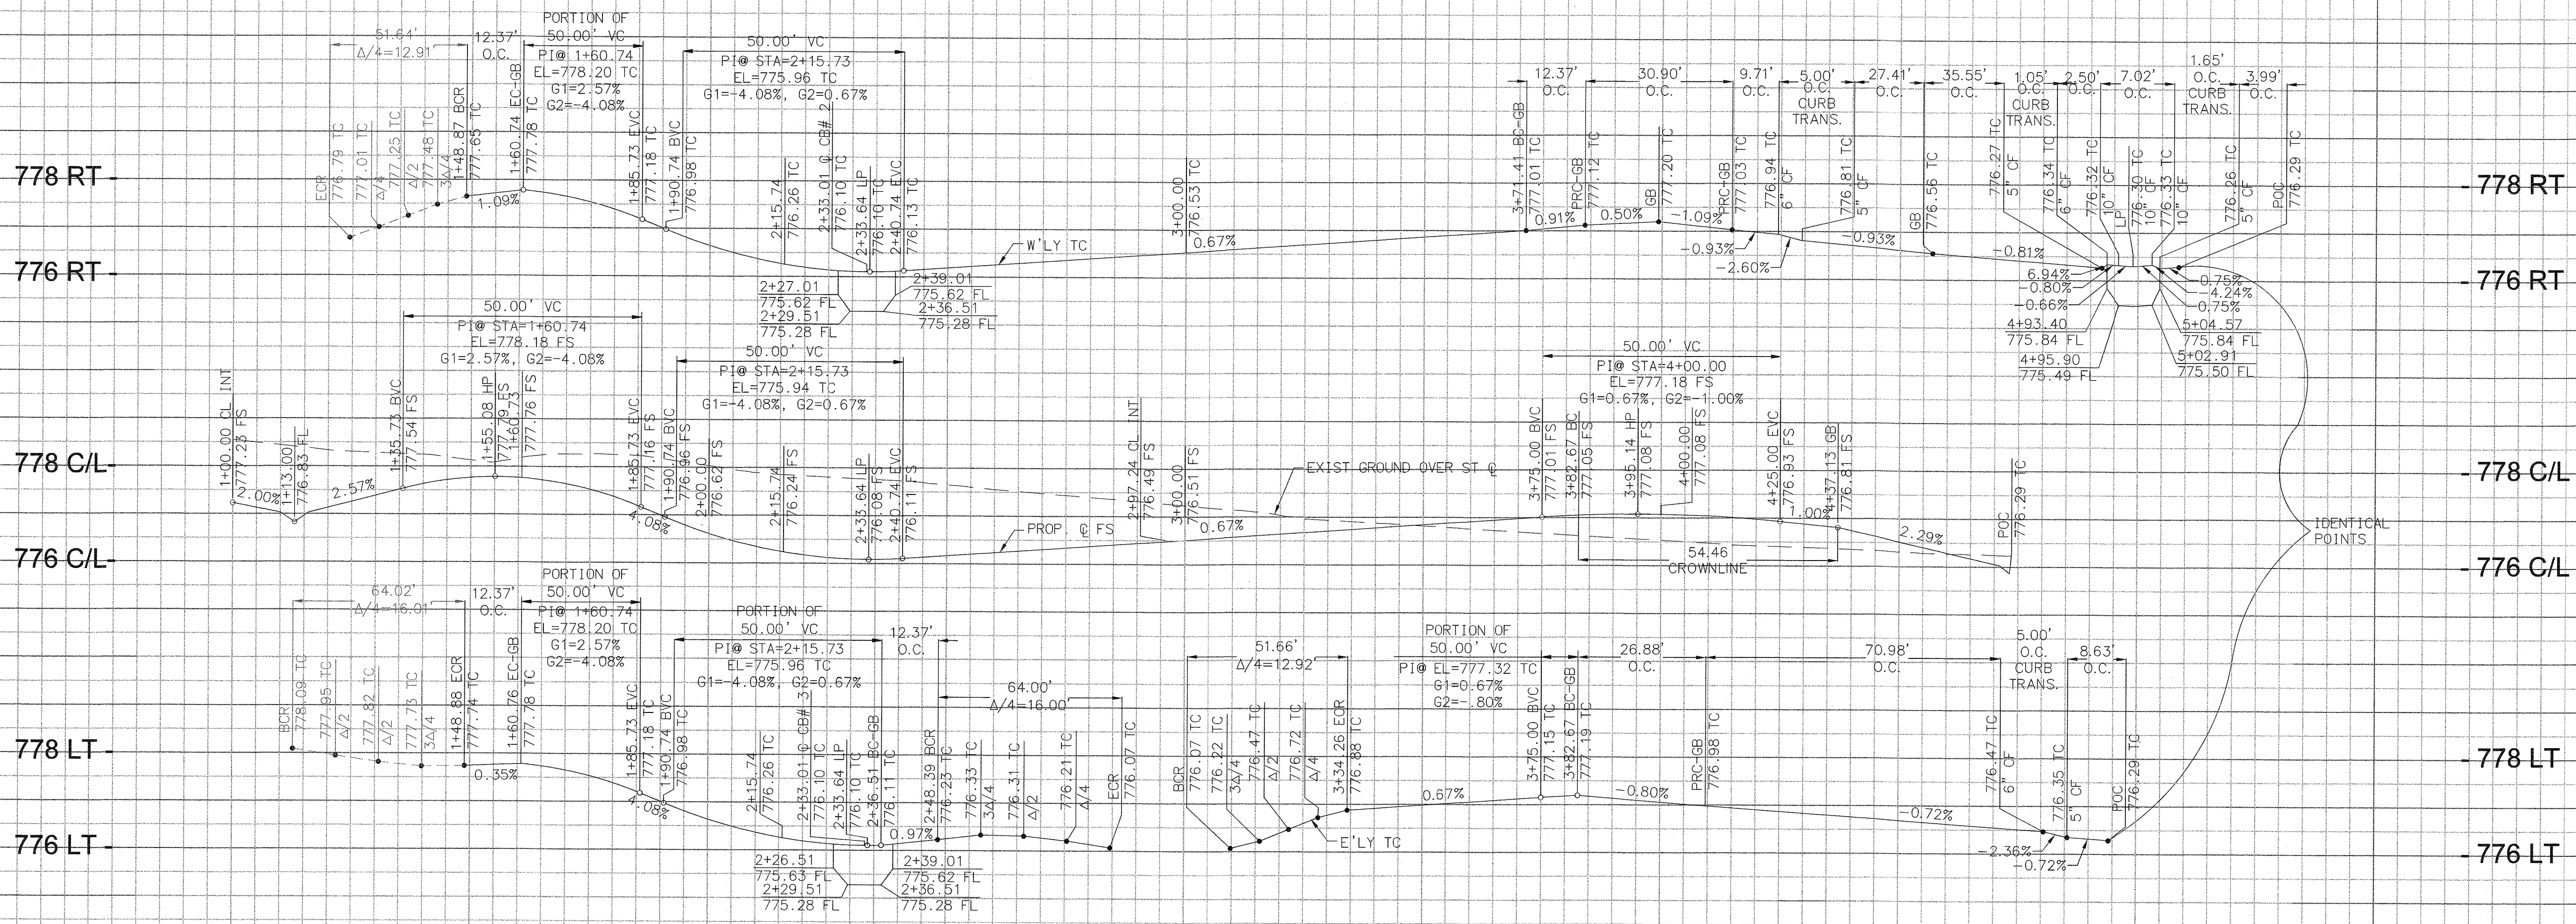 778 RT -
776 RT -
778 C/L-
776 C/L-
778 LT -
776 LT -
- 778 RT
- 776 RT
- 778 C/L
- 776 C/L
- 778 LT
- 776 LT
51.64'
Δ/4=12.91'
12.37'
O.C.
PORTION OF
50.00' VC
PI@ 1+60.74
EL=778.20 TC
G1=2.57%
G2=-4.08%
50.00' VC
PI@ STA=2+15.73
EL=775.96 TC
G1=-4.08%, G2=0.67%
ECR
776.79 TC
777.01 TC
Δ/4
777.25 TC
Δ/2
777.48 TC
3Δ/4
1+48.87 BCR
777.65 TC
1+60.74 EC-GB
777.78 TC
1.09%
1+85.73 EVC
777.18 TC
1+90.74 BVC
776.98 TC
2+15.74
776.26 TC
2+33.01 ℄ CB# 2
776.10 TC
2+33.64 LP
776.10 TC
2+40.74 EVC
776.13 TC
2+27.01
775.62 FL
2+29.51
775.28 FL
2+39.01
775.62 FL
2+36.51
775.28 FL
W'LY TC
3+00.00
776.53 TC
0.67%
12.37'
O.C.
30.90'
O.C.
9.71'
O.C.
5.00'
O.C.
CURB
TRANS.
27.41'
O.C.
35.55'
O.C.
1.05'
O.C.
CURB
TRANS.
2.50'
O.C.
7.02'
O.C.
1.65'
O.C.
CURB
TRANS.
3.99'
O.C.
3+71.41 BC-GB
777.01 TC
0.91%
PRC-GB
777.12 TC
0.50%
GB
777.20 TC
-1.09%
PRC-GB
777.03 TC
-0.93%
776.94 TC
6" CF
-2.60%
776.81 TC
5" CF
-0.93%
GB
776.56 TC
-0.81%
776.27 TC
5" CF
776.34 TC
6" CF
776.32 TC
10" CF
LP
776.30 TC
10" CF
776.33 TC
10" CF
776.26 TC
5" CF
POC
776.29 TC
6.94%
-0.80%
-0.66%
0.75%
-4.24%
0.75%
4+93.40
775.84 FL
4+95.90
775.49 FL
5+04.57
775.84 FL
5+02.91
775.50 FL
50.00' VC
PI@ STA=1+60.74
EL=778.18 FS
G1=2.57%, G2=-4.08%
50.00' VC
PI@ STA=2+15.73
EL=775.94 TC
G1=-4.08%, G2=0.67%
1+00.00 CL INT
777.23 FS
2.00%
1+13.00
776.83 FL
2.57%
1+35.73 BVC
777.54 FS
1+55.08 HP
777.79 FS
1+60.73
777.76 FS
1+85.73 EVC
777.16 FS
4.08%
1+90.74 BVC
776.96 FS
2+00.00
776.62 FS
2+15.74
776.24 FS
2+33.64 LP
776.08 FS
2+40.74 EVC
776.11 FS
PROP. ℄ FS
2+97.24 CL INT
776.49 FS
3+00.00
776.51 FS
0.67%
EXIST GROUND OVER ST ℄
50.00' VC
PI@ STA=4+00.00
EL=777.18 FS
G1=0.67%, G2=-1.00%
3+75.00 BVC
777.01 FS
3+82.67 BC
777.05 FS
3+95.14 HP
777.08 FS
4+00.00
777.08 FS
4+25.00 EVC
776.93 FS
1.00%
4+37.13 GB
776.81 FS
2.29%
54.46
CROWNLINE
POC
776.29 TC
IDENTICAL
POINTS
64.02'
Δ/4=16.01'
12.37'
O.C.
PORTION OF
50.00' VC
PI@ 1+60.74
EL=778.20 TC
G1=2.57%
G2=-4.08%
PORTION OF
50.00' VC
PI@ STA=2+15.73
EL=775.96 TC
G1=-4.08%, G2=0.67%
12.37'
O.C.
64.00'
Δ/4=16.00'
BCR
778.09 TC
777.95 TC
Δ/2
777.82 TC
Δ/2
777.73 TC
3Δ/4
1+48.88 ECR
777.74 TC
0.35%
1+60.76 EC-GB
777.78 TC
1+85.73 EVC
777.18 TC
4.08%
1+90.74 BVC
776.98 TC
2+15.74
776.26 TC
2+33.01 ℄ CB# 3
776.10 TC
2+33.64 LP
776.10 TC
2+36.51 BC-GB
776.11 TC
0.97%
2+48.39 BCR
776.23 TC
776.33 TC
3Δ/4
776.31 TC
Δ/2
776.21 TC
Δ/4
ECR
776.07 TC
2+26.51
775.63 FL
2+29.51
775.28 FL
2+39.01
775.62 FL
2+36.51
775.28 FL
51.66'
Δ/4=12.92'
BCR
776.07 TC
776.22 TC
3Δ/4
776.47 TC
Δ/2
776.72 TC
Δ/4
3+34.26 ECR
776.88 TC
E'LY TC
0.67%
PORTION OF
50.00' VC
PI@ EL=777.32 TC
G1=0.67%
G2=-.80%
3+75.00 BVC
777.15 TC
3+82.67 BC-GB
777.19 TC
26.88'
O.C.
-0.80%
PRC-GB
776.98 TC
70.98'
O.C.
-0.72%
5.00'
O.C.
CURB
TRANS.
8.63'
O.C.
776.47 TC
6" CF
776.35 TC
5" CF
POC
776.29 TC
-2.36%
-0.72%